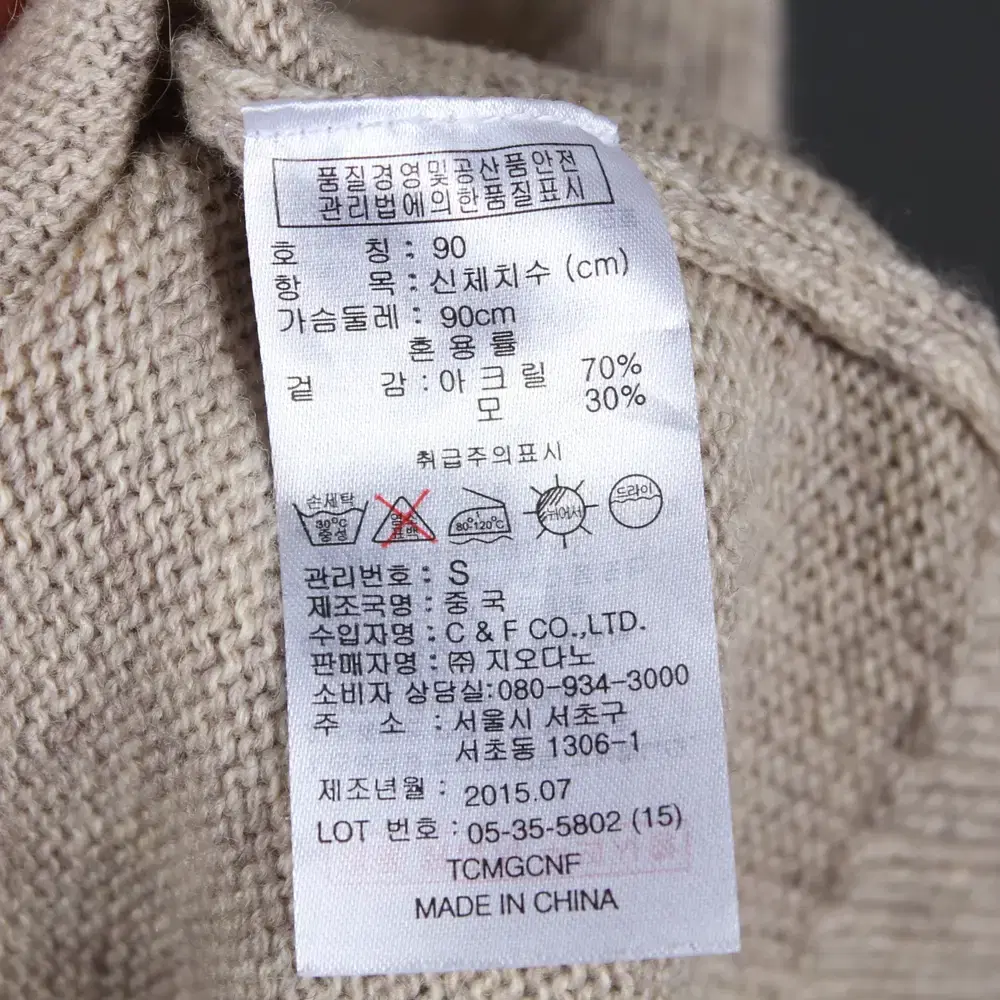 품질경영및공산품안전
관리법에의한품질표시
호 칭 : 90
항 목 : 신체치수 (cm)
가슴둘레 : 90cm
혼 용 률
겉 감 : 아 크 릴 70%
모 30%
취급주의표시
손세탁
30℃
중성
염소
표백
80~120℃
뉘어서
드라이
관리번호 : S
제조국명 : 중 국
수입자명 : C & F CO.,LTD.
판매자명 : ㈜ 지오다노
소비자 상담실:080-934-3000
주 소 : 서울시 서초구
서초동 1306-1
제조년월 : 2015.07
LOT 번호 : 05-35-5802 (15)
TCMGCNF
MADE IN CHINA